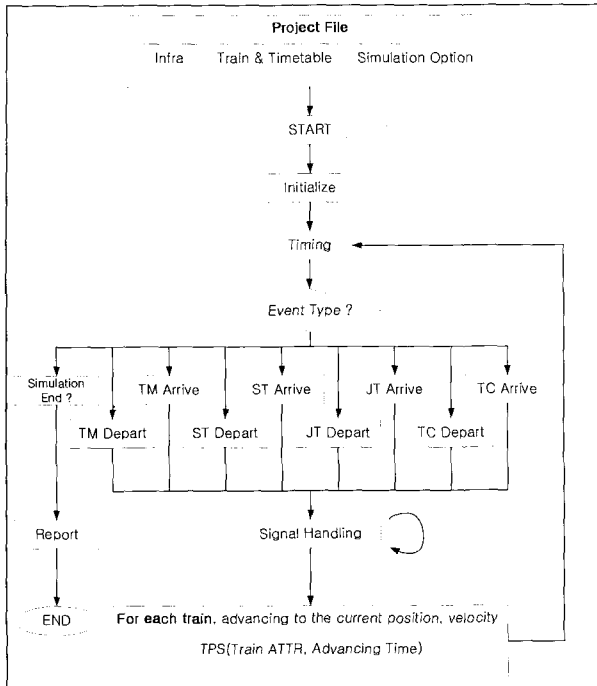 Project File
Infra Train & Timetable Simulation Option
START
Initialize
Timing
Event Type ?
Simulation
End ?
TM Arrive ST Arrive JT Arrive TC Arrive
TM Depart ST Depart JT Depart TC Depart
Report
Signal Handling
END
For each train, advancing to the current position, velocity
TPS(Train ATTR, Advancing Time)